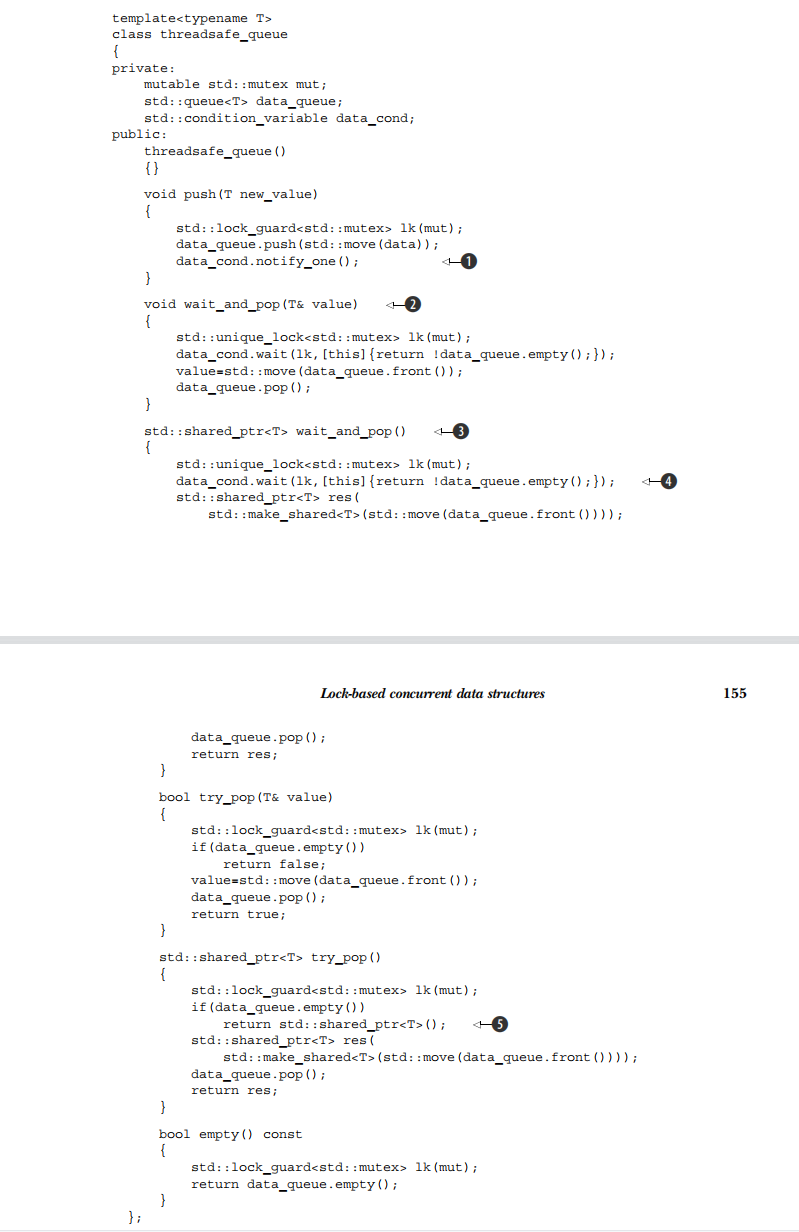 template<typename T>
class threadsafe_queue
{
private:
    mutable std::mutex mut;
    std::queue<T> data_queue;
    std::condition_variable data_cond;
public:
    threadsafe_queue()
    {}
    void push(T new_value)
    {
        std::lock_guard<std::mutex> lk(mut);
        data_queue.push(std::move(data));
        data_cond.notify_one(); 1
    }
    void wait_and_pop(T& value) 2
    {
        std::unique_lock<std::mutex> lk(mut);
        data_cond.wait(lk,[this]{return !data_queue.empty();});
        value=std::move(data_queue.front());
        data_queue.pop();
    }
    std::shared_ptr<T> wait_and_pop() 3
    {
        std::unique_lock<std::mutex> lk(mut);
        data_cond.wait(lk,[this]{return !data_queue.empty();}); 4
        std::shared_ptr<T> res(
            std::make_shared<T>(std::move(data_queue.front())));
Lock-based concurrent data structures 155
        data_queue.pop();
        return res;
    }
    bool try_pop(T& value)
    {
        std::lock_guard<std::mutex> lk(mut);
        if(data_queue.empty())
            return false;
        value=std::move(data_queue.front());
        data_queue.pop();
        return true;
    }
    std::shared_ptr<T> try_pop()
    {
        std::lock_guard<std::mutex> lk(mut);
        if(data_queue.empty())
            return std::shared_ptr<T>(); 5
        std::shared_ptr<T> res(
            std::make_shared<T>(std::move(data_queue.front())));
        data_queue.pop();
        return res;
    }
    bool empty() const
    {
        std::lock_guard<std::mutex> lk(mut);
        return data_queue.empty();
    }
};